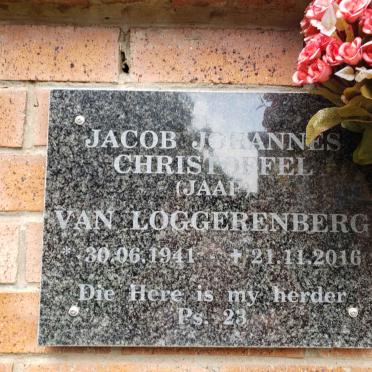 JACOB JOHANNES
CHRISTOFFEL
(JAAP)
VAN LOGGERENBERG
* 30.06.1941 ✝ 21.11.2016
Die Here is my herder
Ps. 23